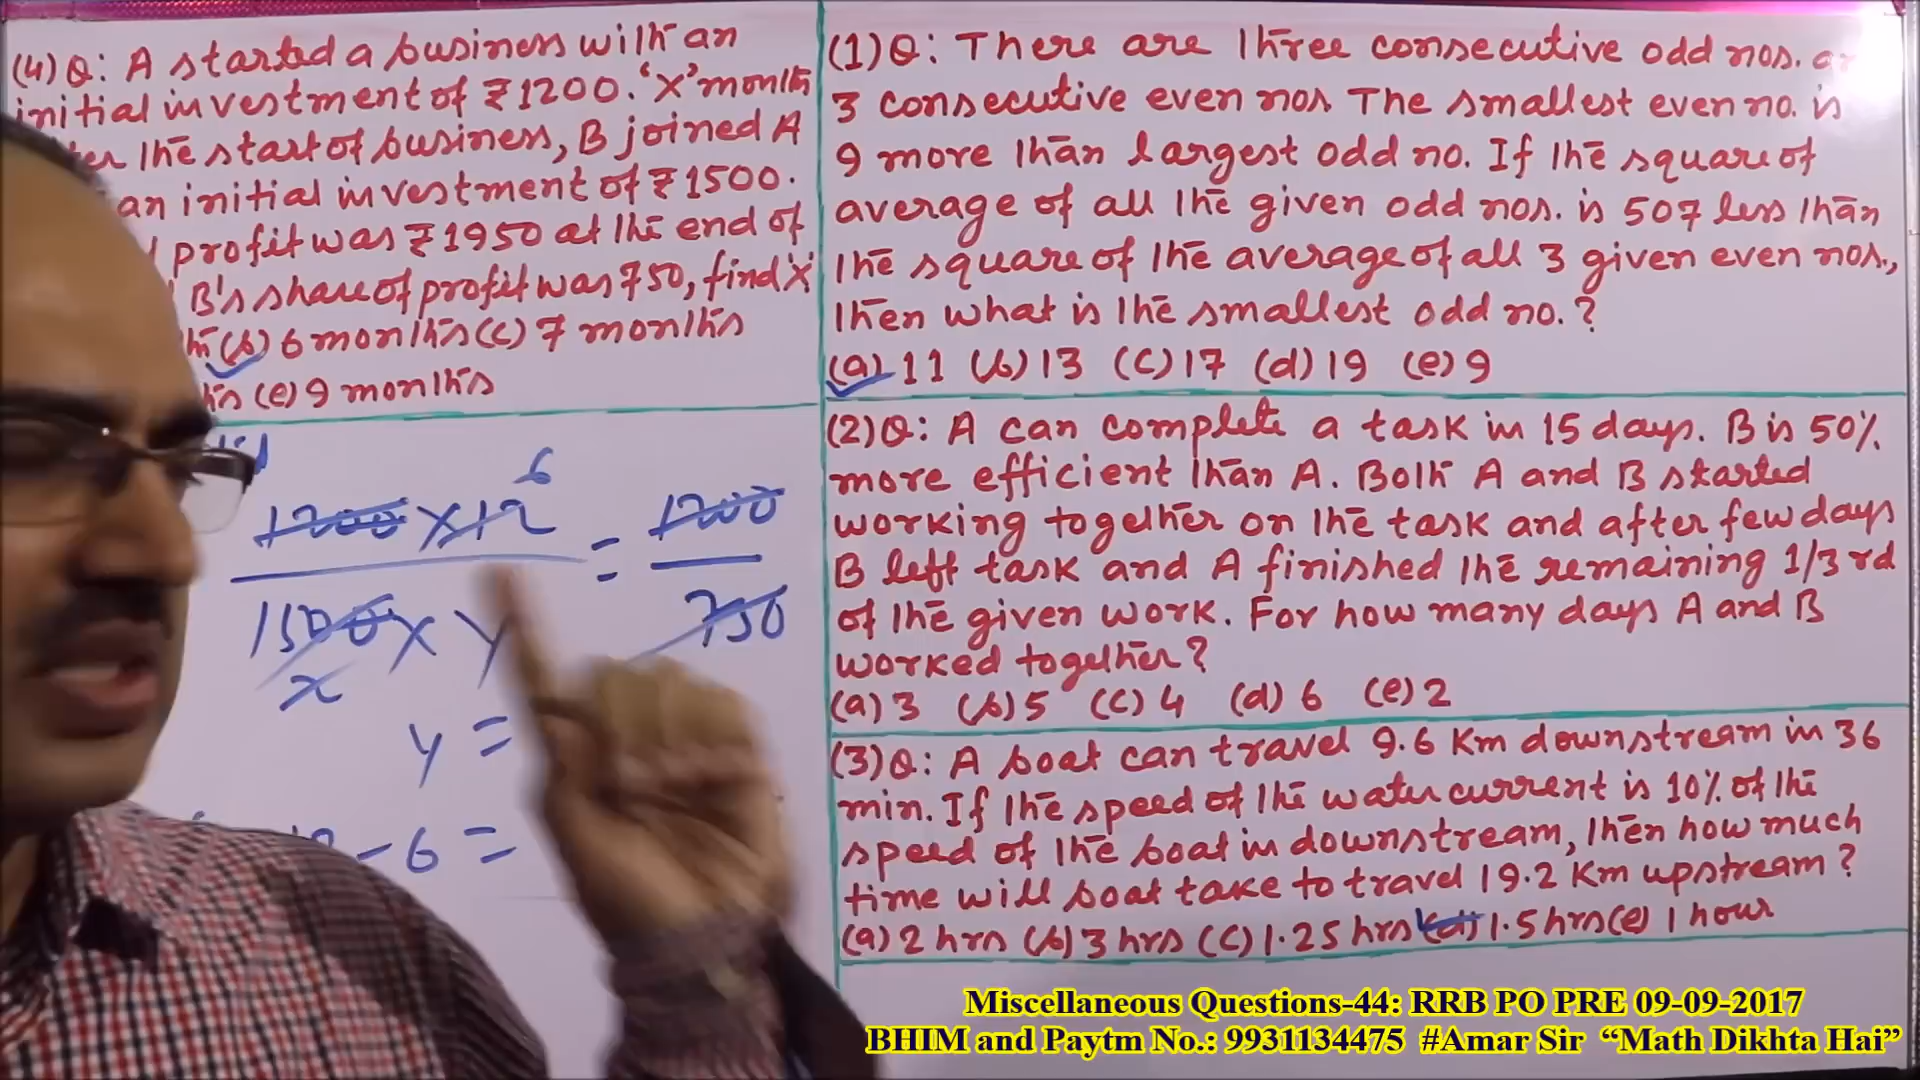 (4) Q: A started a business with an
initial investment of ₹1200. 'X' month
the start of business, B joined A
an initial investment of ₹1500.
profit was ₹1950 at the end of
B's share of profit was 750, find 'X'
(b) 6 months (c) 7 months
(e) 9 months
6
1200 × 12 = 1200
1500 × y 750
2
y =
- 6 =
(1) Q: There are three consecutive odd nos.
3 consecutive even nos. The smallest even no. is
9 more than largest odd no. If the square of
average of all the given odd nos. is 507 less than
the square of the average of all 3 given even nos.,
then what is the smallest odd no.?
(a) 11 (b) 13 (c) 17 (d) 19 (e) 9
(2) Q: A can complete a task in 15 days. B is 50%
more efficient than A. Both A and B started
working together on the task and after few days
B left task and A finished the remaining 1/3 rd
of the given work. For how many days A and B
worked together?
(a) 3 (b) 5 (c) 4 (d) 6 (e) 2
(3) Q: A boat can travel 9.6 Km downstream in 36
min. If the speed of the water current is 10% of the
speed of the boat in downstream, then how much
time will boat take to travel 19.2 Km upstream?
(a) 2 hrs (b) 3 hrs (c) 1.25 hrs (d) 1.5 hrs (e) 1 hour
Miscellaneous Questions-44: RRB PO PRE 09-09-2017
BHIM and Paytm No.: 9931134475 #Amar Sir “Math Dikhta Hai”